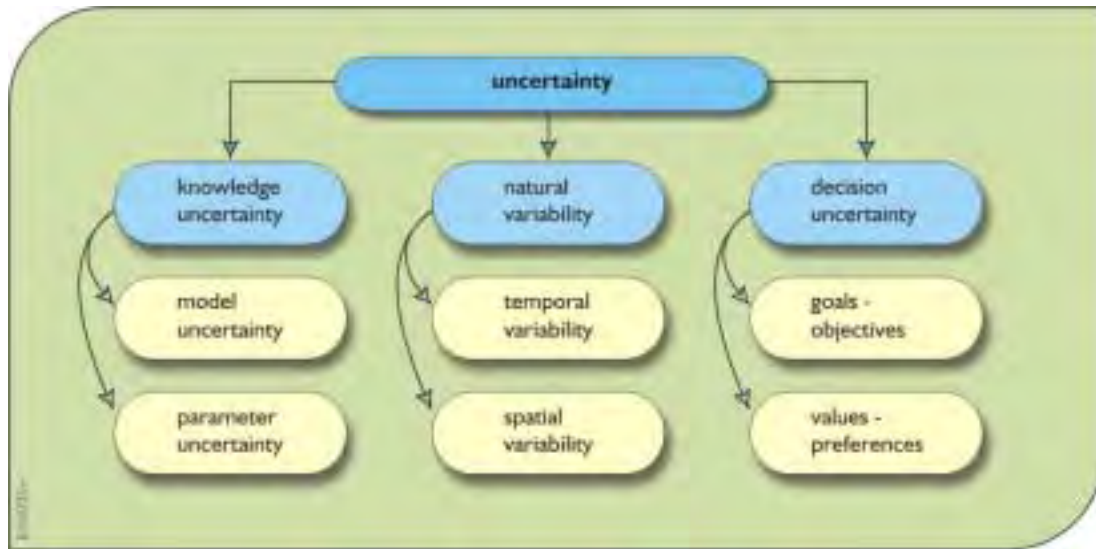 uncertainty
knowledge
uncertainty
natural
variability
decision
uncertainty
model
uncertainty
temporal
variability
goals -
objectives
parameter
uncertainty
spatial
variability
values -
preferences